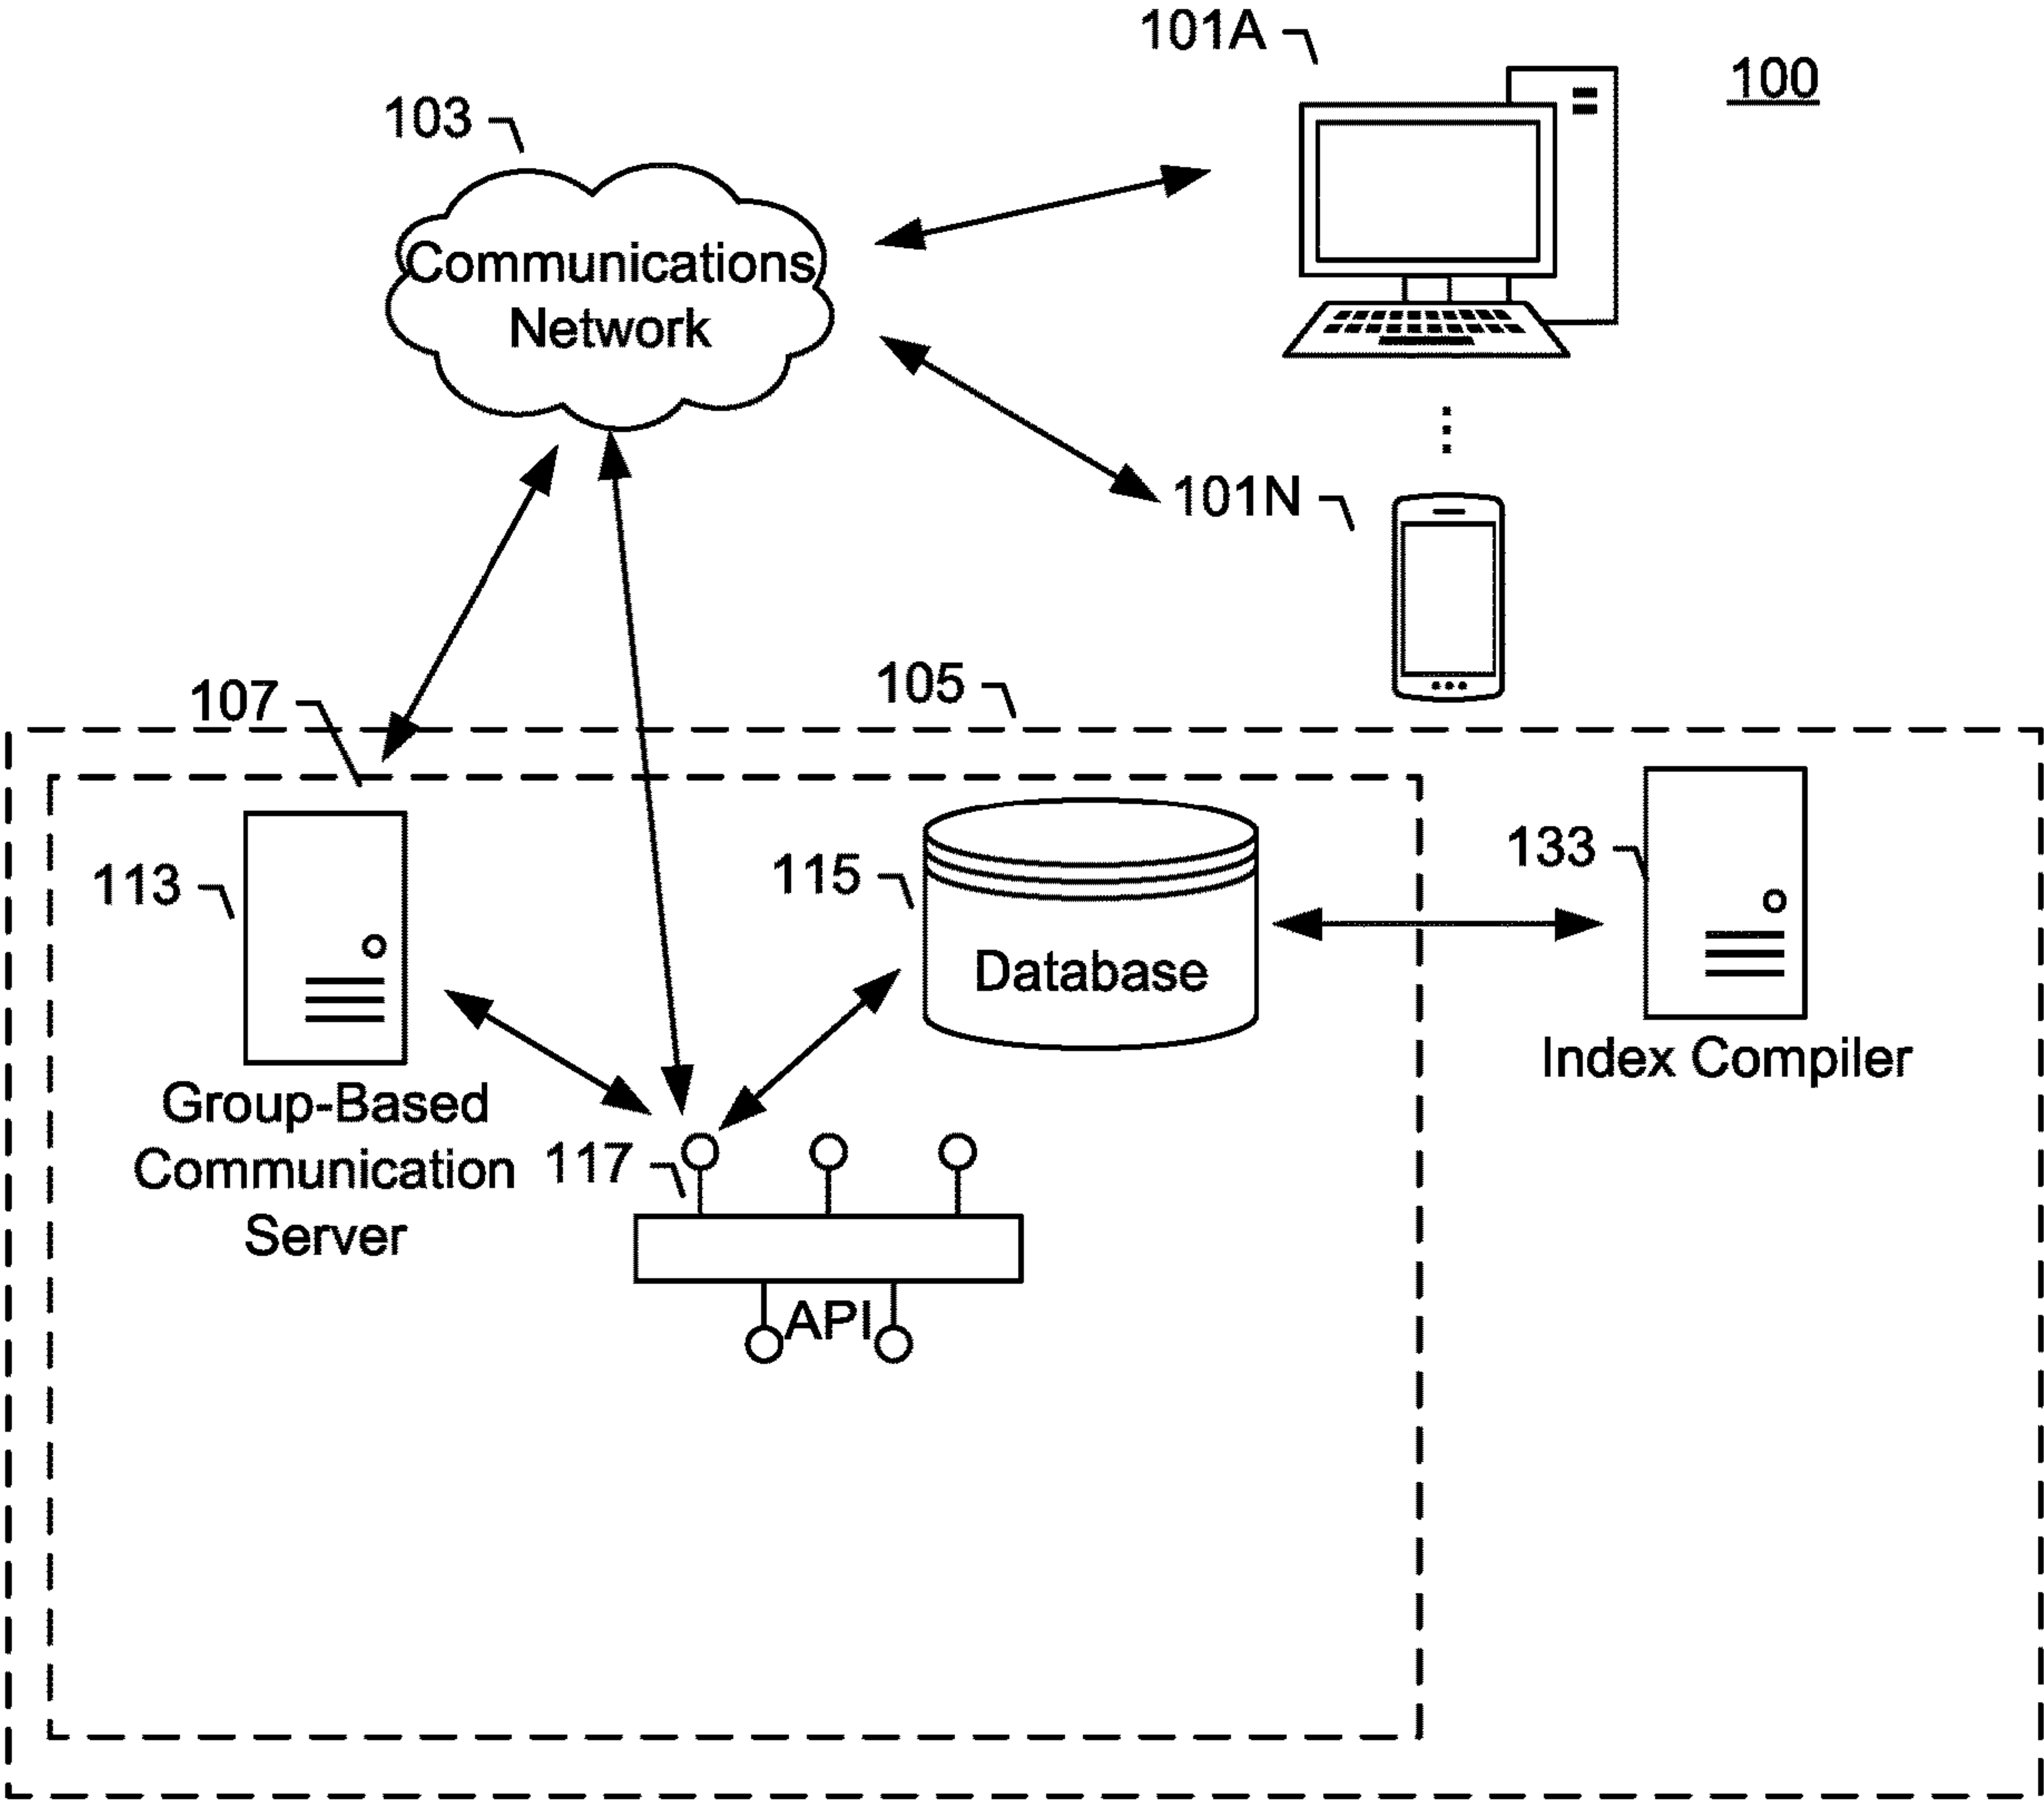 101A
100
103
Communications
Network
101N
105
107
133
113
115
Database
Index Compiler
Group-Based
Communication
Server
117
API